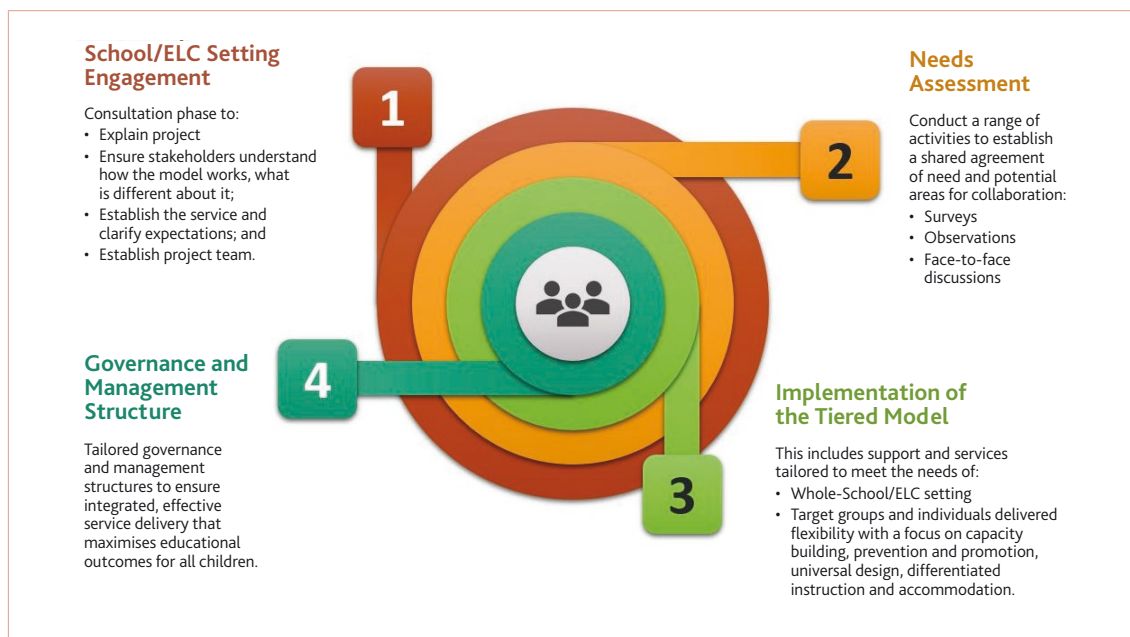 School/ELC Setting
Engagement
Consultation phase to:
• Explain project
• Ensure stakeholders understand
how the model works, what
is different about it;
• Establish the service and
clarify expectations; and
• Establish project team.
1
Needs
Assessment
Conduct a range of
activities to establish
a shared agreement
of need and potential
areas for collaboration:
• Surveys
• Observations
• Face-to-face
discussions
2
Governance and
Management
Structure
Tailored governance
and management
structures to ensure
integrated, effective
service delivery that
maximises educational
outcomes for all children.
4
Implementation of
the Tiered Model
This includes support and services
tailored to meet the needs of:
• Whole-School/ELC setting
• Target groups and individuals delivered
flexibility with a focus on capacity
building, prevention and promotion,
universal design, differentiated
instruction and accommodation.
3